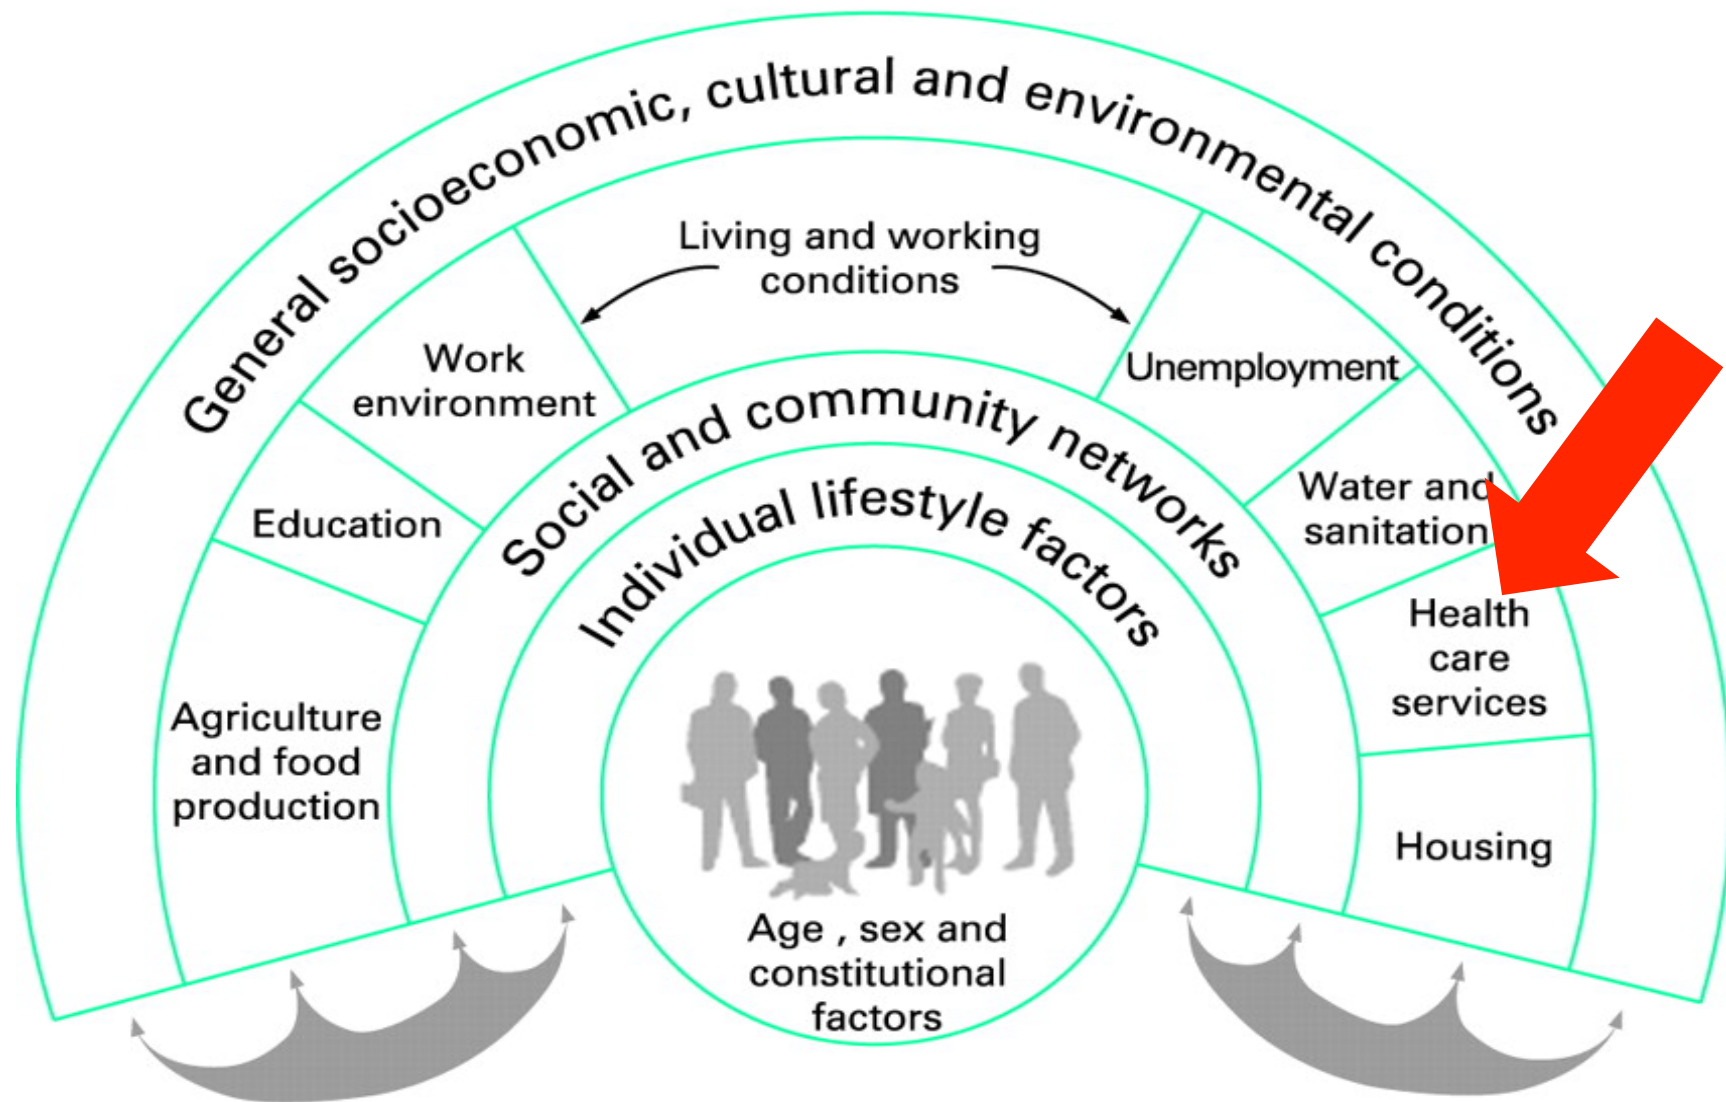 General socioeconomic, cultural and environmental conditions
Living and working
conditions
Work
environment
Unemployment
Education
Water and
sanitation
Agriculture
and food
production
Health
care
services
Housing
Social and community networks
Individual lifestyle factors
Age , sex and
constitutional
factors